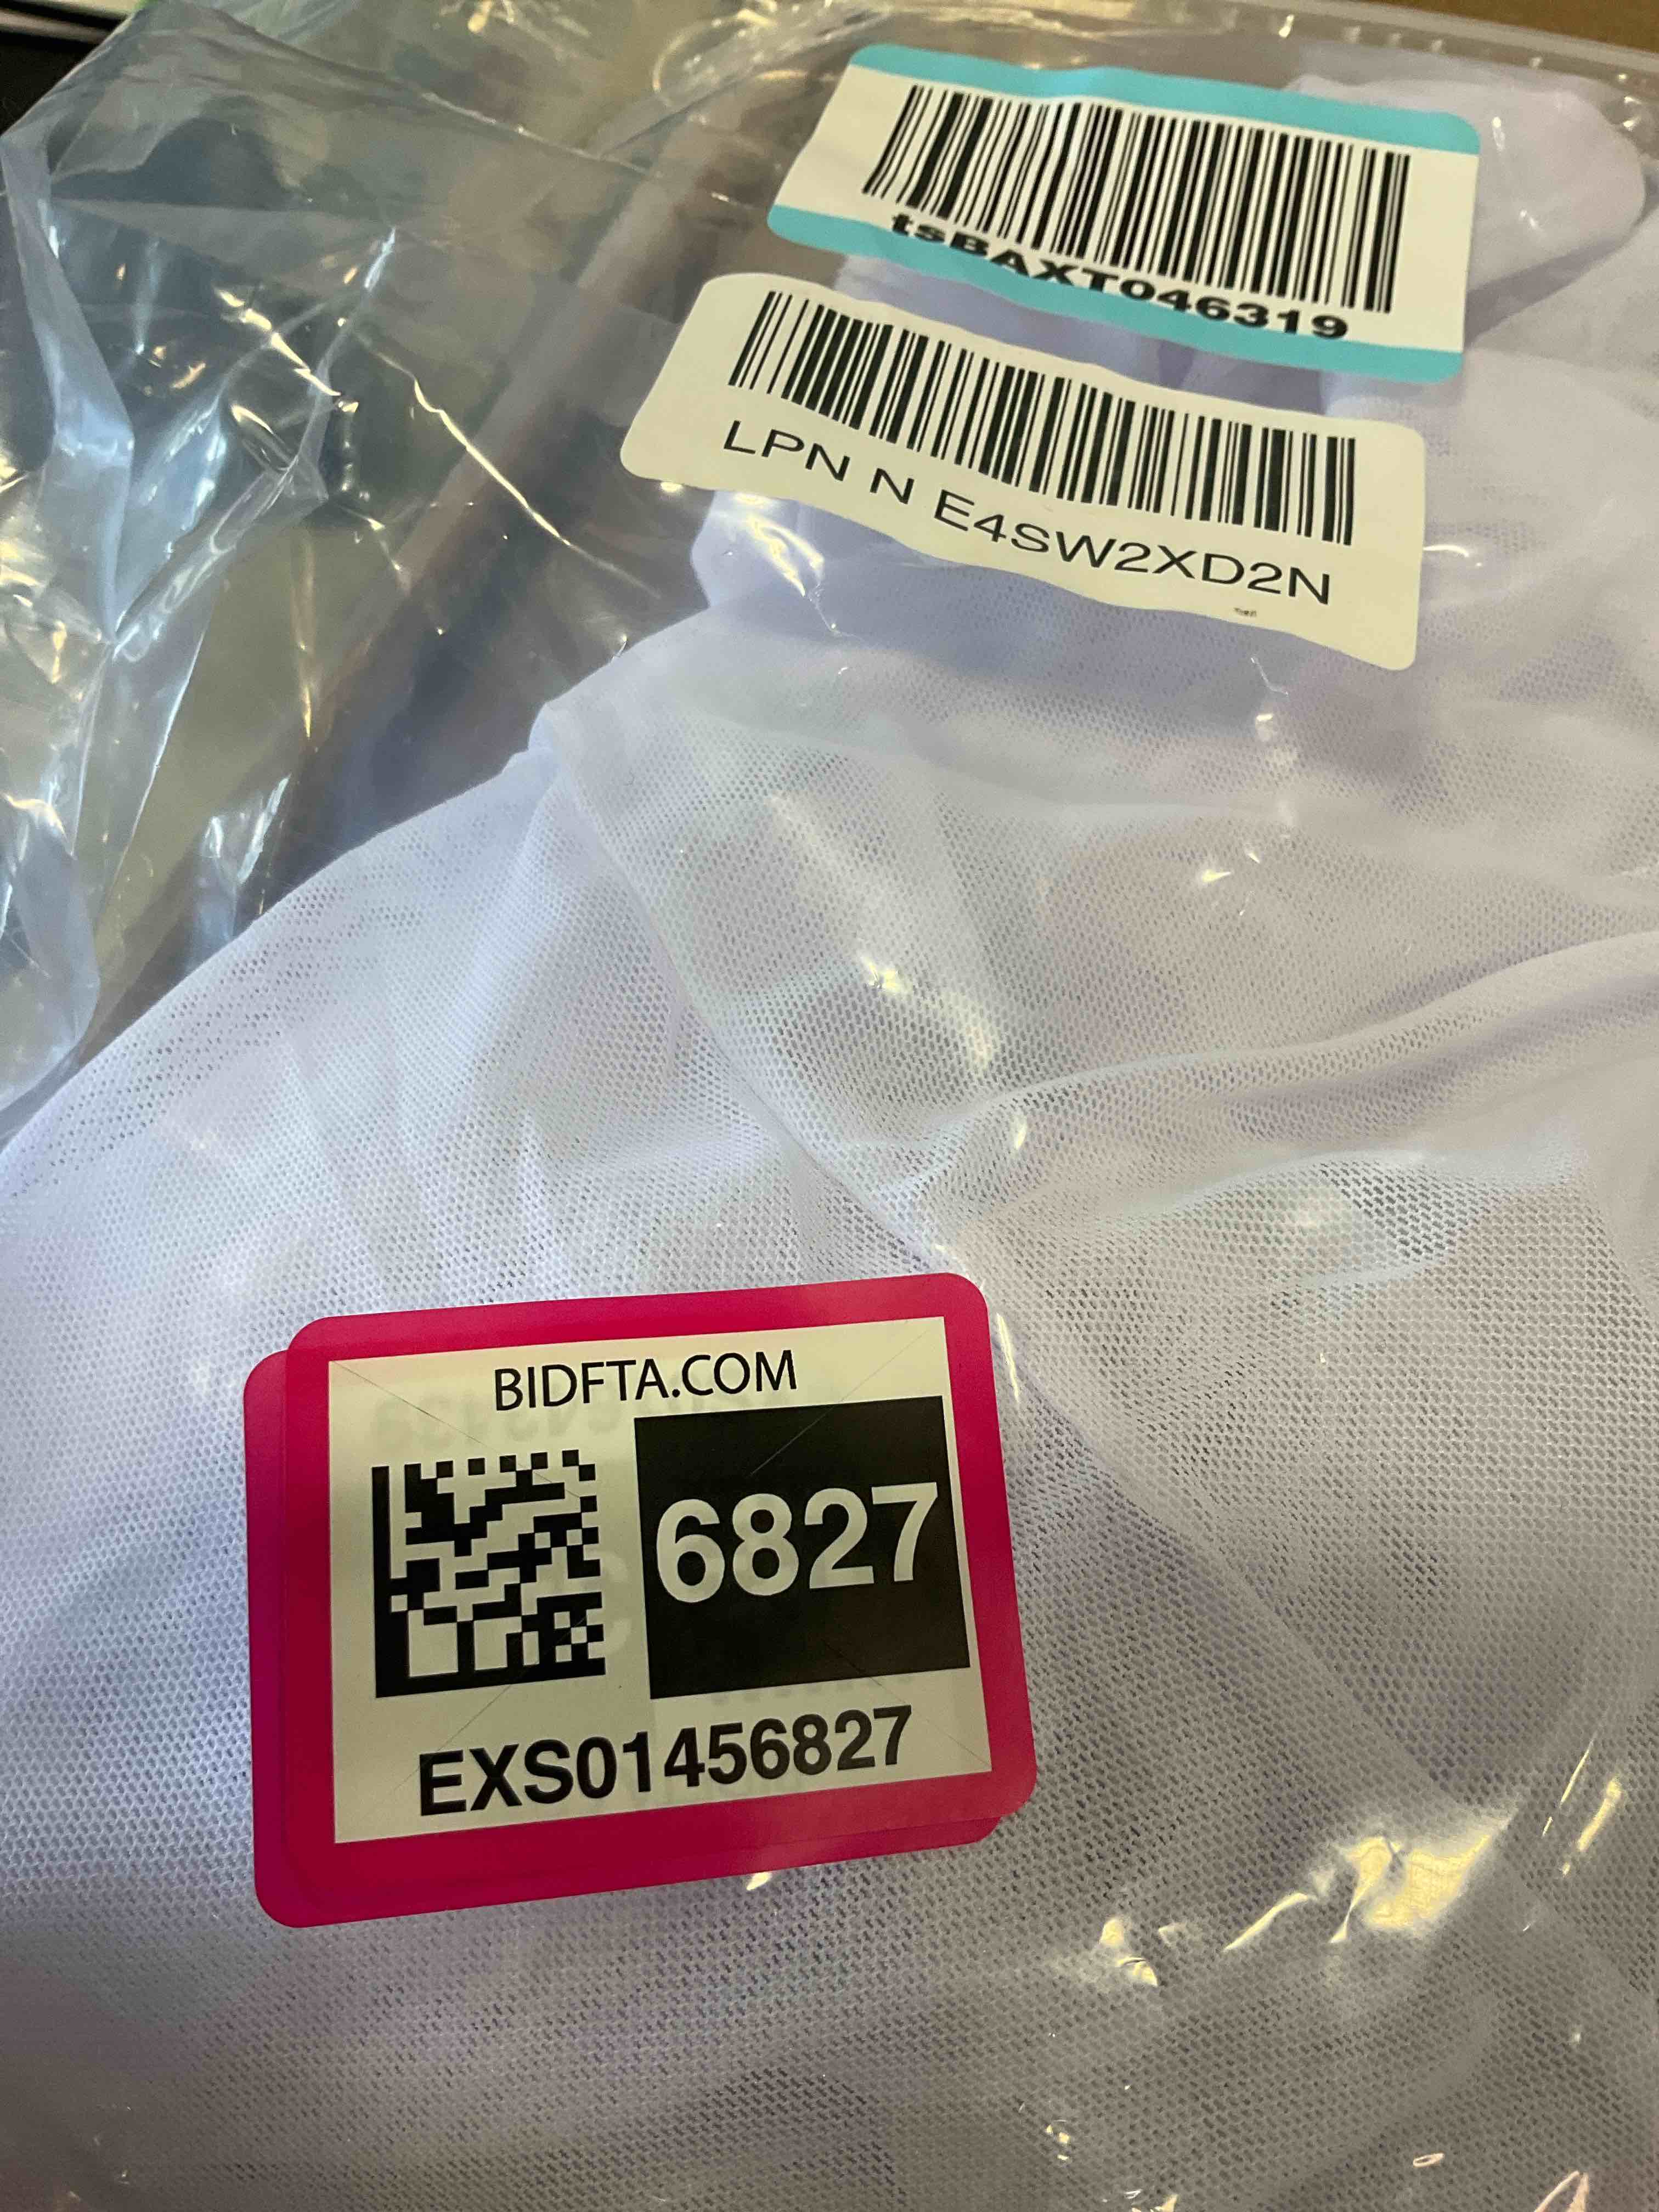 tsBAXT046319
LPN N E4SW2XD2N
BIDFTA.COM
6827
EXS01456827